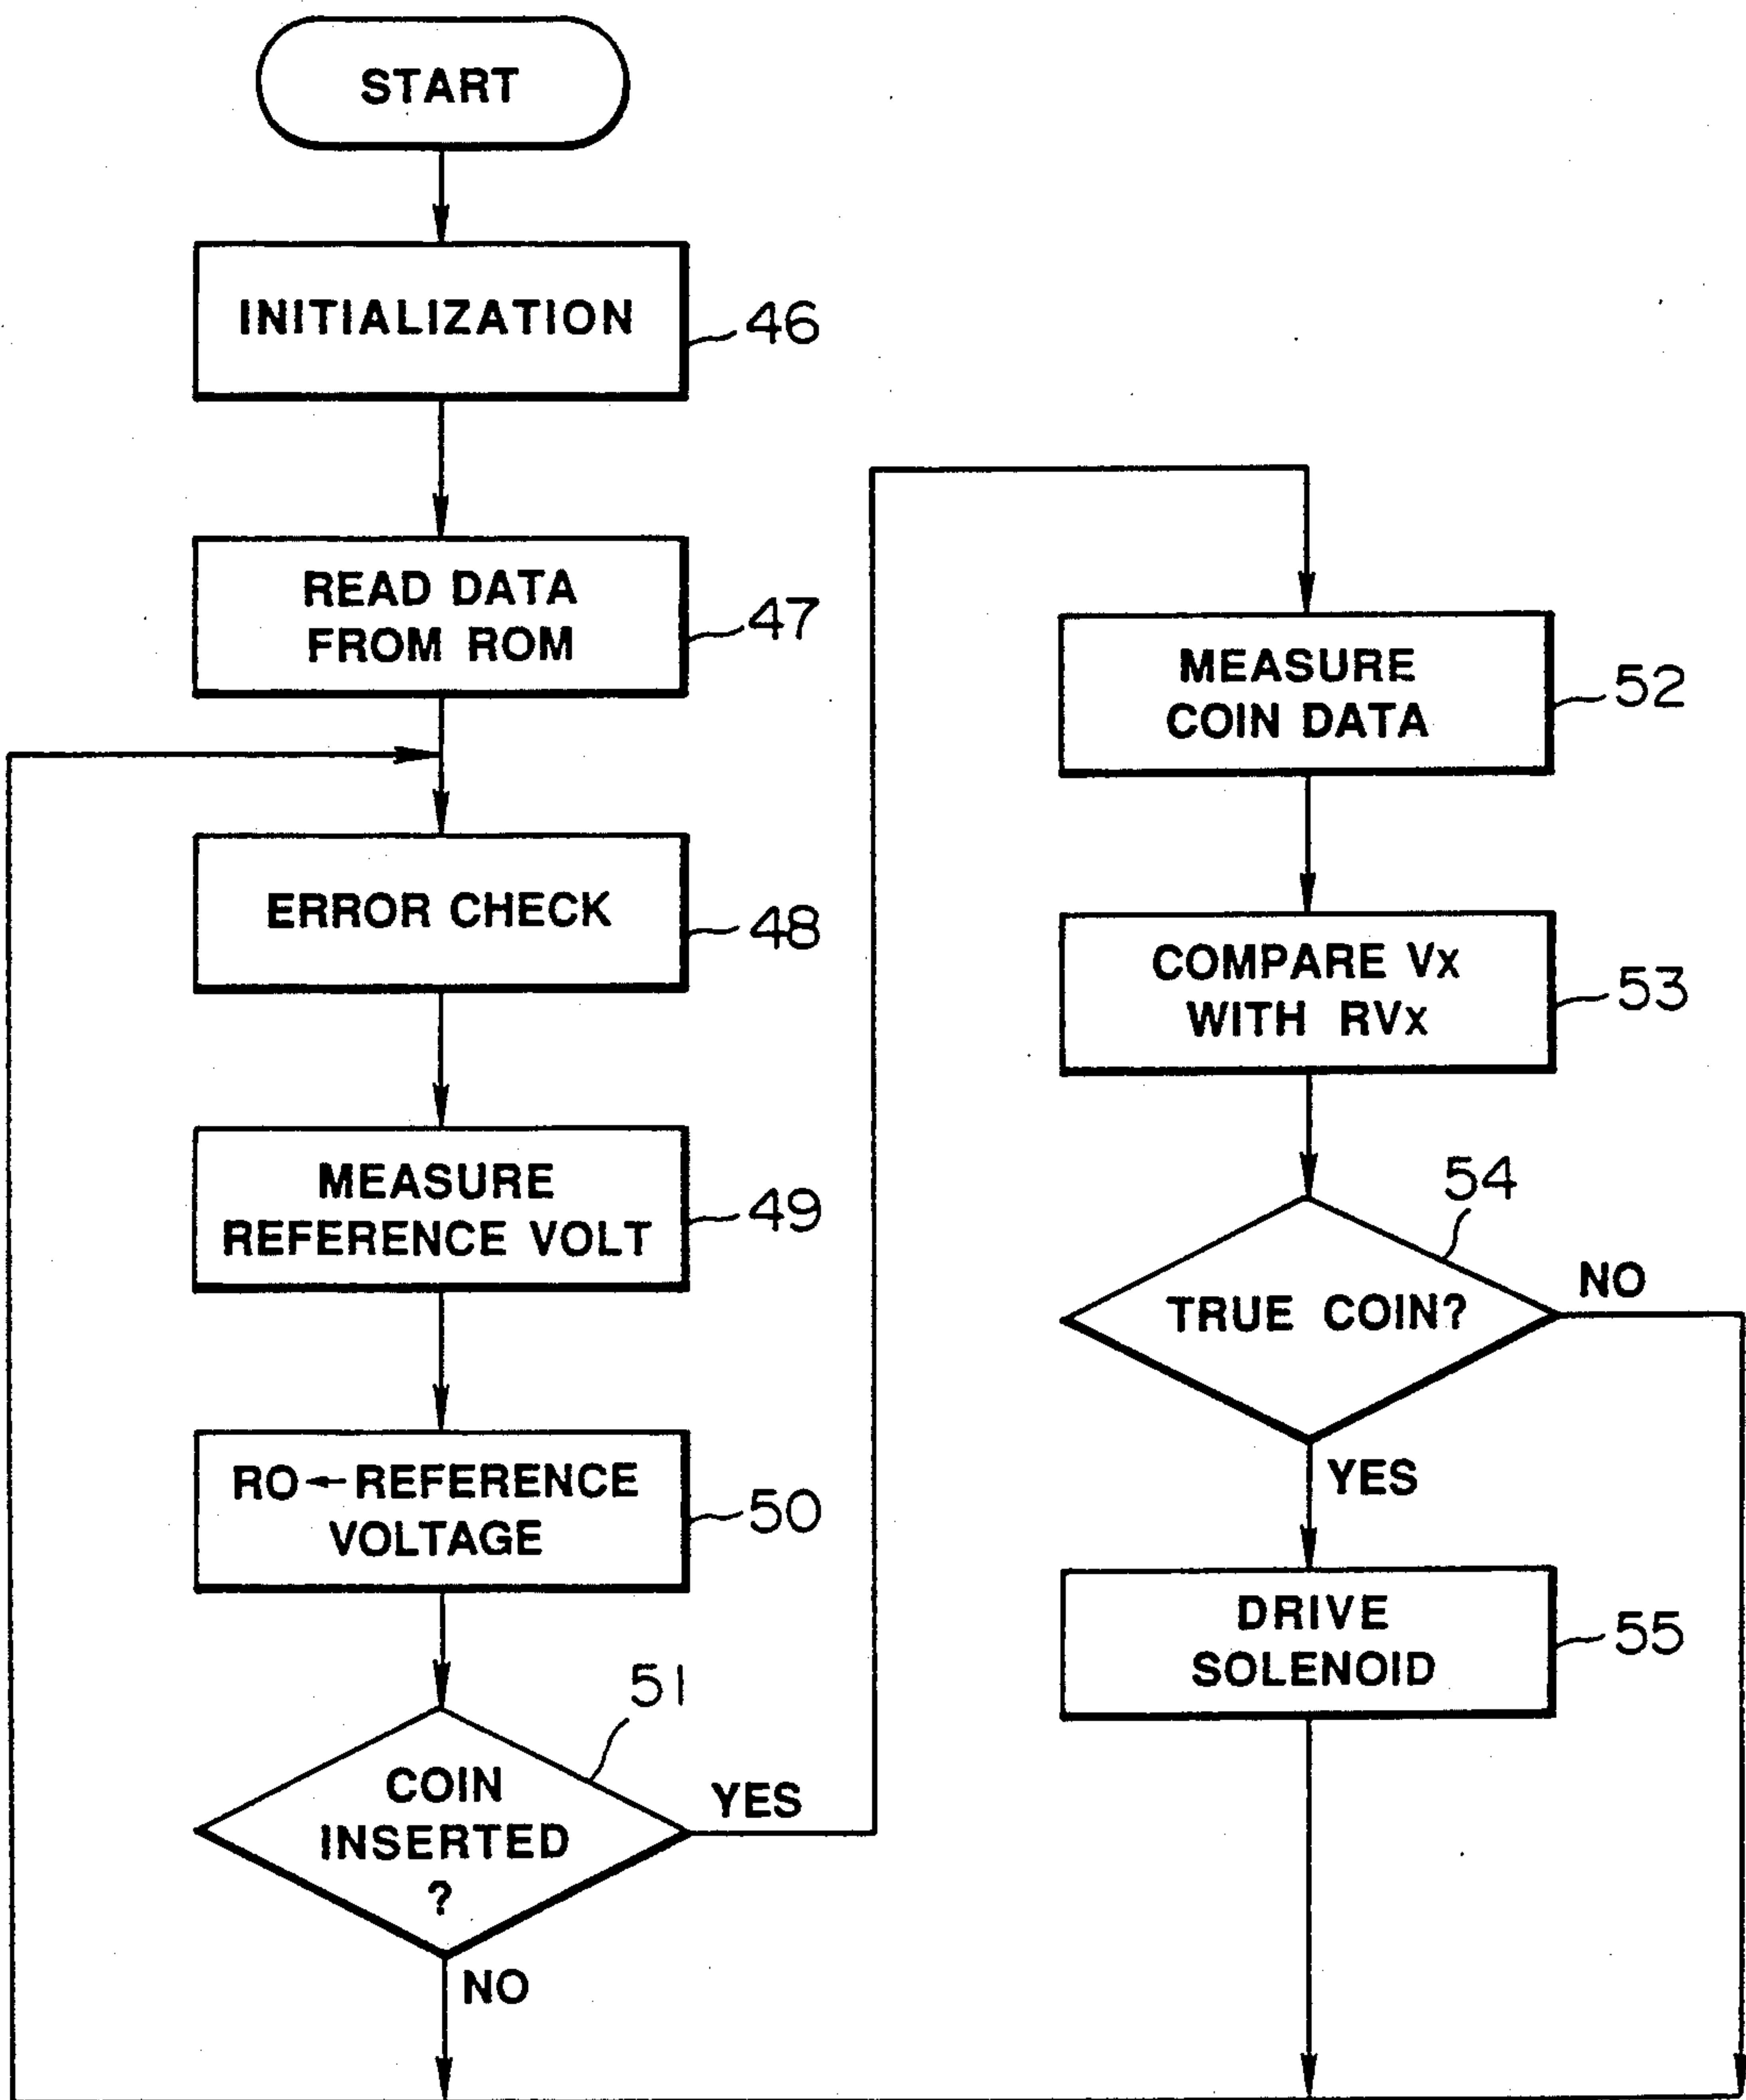 START
INITIALIZATION
46
READ DATA
FROM ROM
47
ERROR CHECK
48
MEASURE
REFERENCE VOLT
49
RO←REFERENCE
VOLTAGE
50
51
COIN
INSERTED
?
YES
NO
MEASURE
COIN DATA
52
COMPARE Vx
WITH RVx
53
54
TRUE COIN?
NO
YES
DRIVE
SOLENOID
55